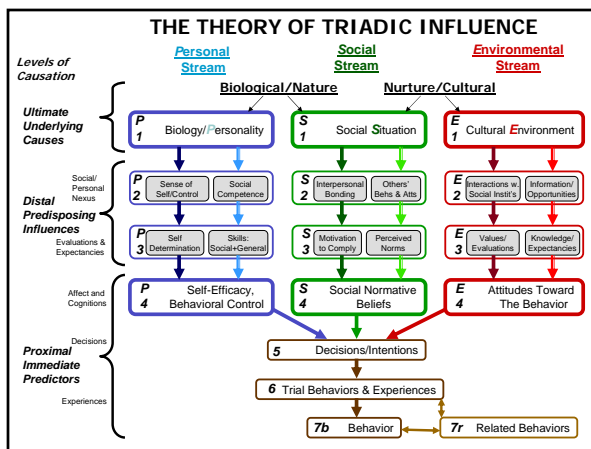 THE THEORY OF TRIADIC INFLUENCE
Levels of
Causation
Personal
Stream
Social
Stream
Environmental
Stream
Biological/Nature
Nurture/Cultural
Ultimate
Underlying
Causes
P
1
Biology/Personality
S
1
Social Situation
E
1
Cultural Environment
Social/
Personal
Nexus
Distal
Predisposing
Influences
Evaluations &
Expectancies
P
2
Sense of
Self/Control
Social
Competence
S
2
Interpersonal
Bonding
Others'
Behs & Atts
E
2
Interactions w.
Social Instit's
Information/
Opportunities
P
3
Self
Determination
Skills:
Social+General
S
3
Motivation
to Comply
Perceived
Norms
E
3
Values/
Evaluations
Knowledge/
Expectancies
Affect and
Cognitions
P
4
Self-Efficacy,
Behavioral Control
S
4
Social Normative
Beliefs
E
4
Attitudes Toward
The Behavior
Decisions
Proximal
Immediate
Predictors
Experiences
5 Decisions/Intentions
6 Trial Behaviors & Experiences
7b Behavior
7r Related Behaviors